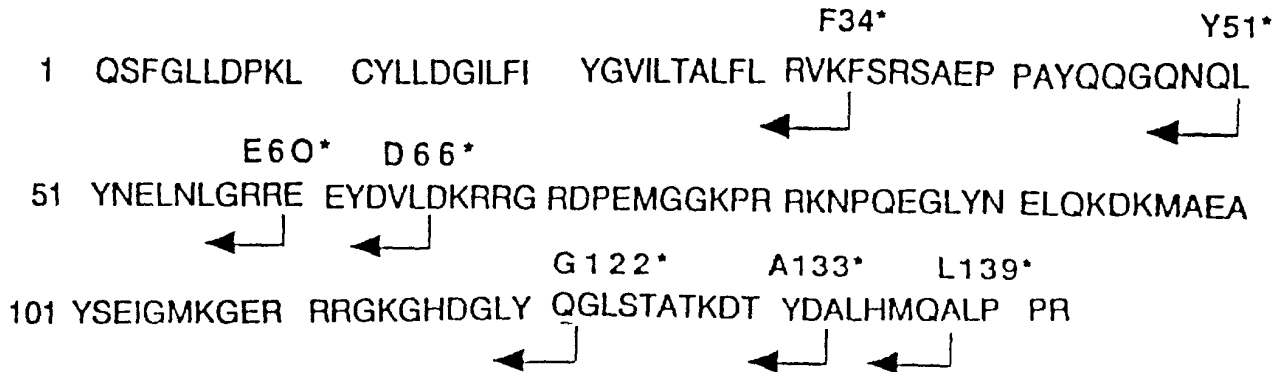 F34* Y51*
1 QSFGLLDPKL CYLLDGILFI YGVILTALFL RVKFSRSAEP PAYQQGQNQL
E60* D66*
51 YNELNLGRRE EYDVLDKRRG RDPEMGGKPR RKNPQEGLYN ELQKDKMAEA
G122* A133* L139*
101 YSEIGMKGER RRGKGHDGLY QGLSTATKDT YDALHMQALP PR